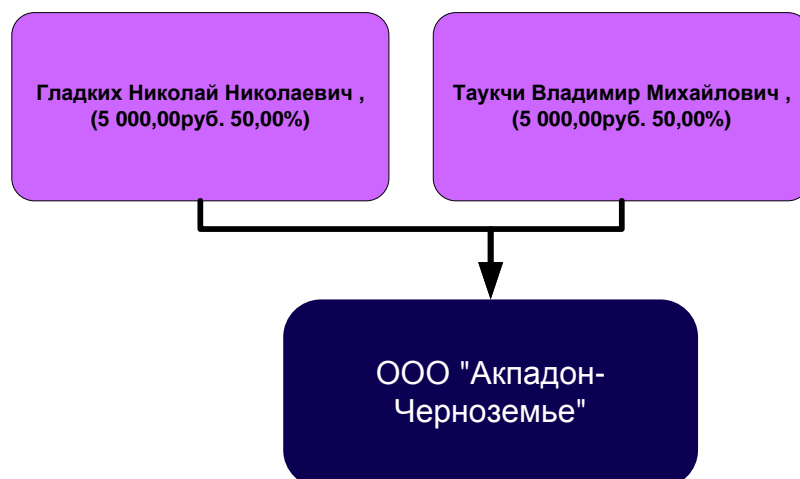 Гладких Николай Николаевич ,
(5 000,00руб. 50,00%)
Таукчи Владимир Михайлович ,
(5 000,00руб. 50,00%)
ООО "Акпадон-
Черноземье"